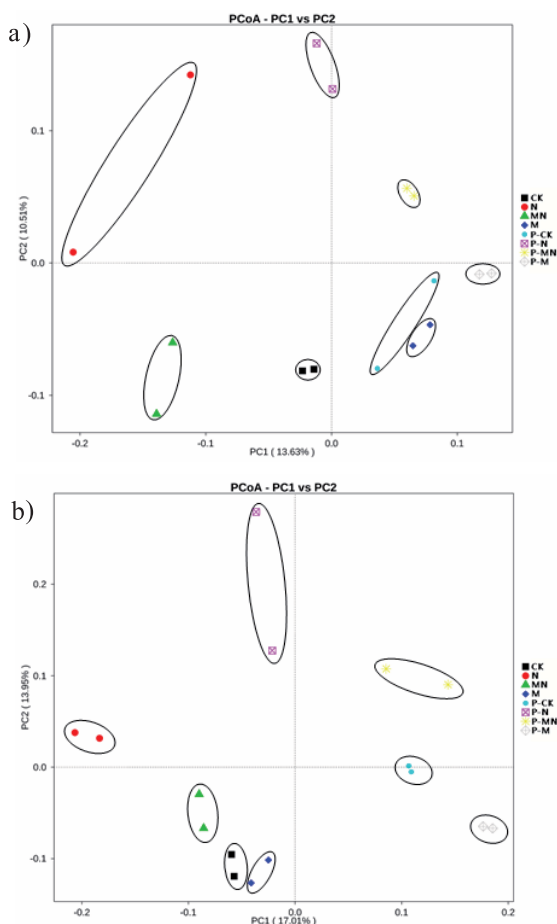 a)
PCoA - PC1 vs PC2
PC2 ( 10.51% )
0.1
0.0
-0.1
-0.2
-0.1
0.0
0.1
PC1 ( 13.63% )
CK
N
MN
M
P-CK
P-N
P-MN
P-M
b)
PCoA - PC1 vs PC2
PC2 ( 13.95% )
0.2
0.1
0.0
-0.1
-0.2
-0.1
0.0
0.1
0.2
PC1 ( 17.01% )
CK
N
MN
M
P-CK
P-N
P-MN
P-M